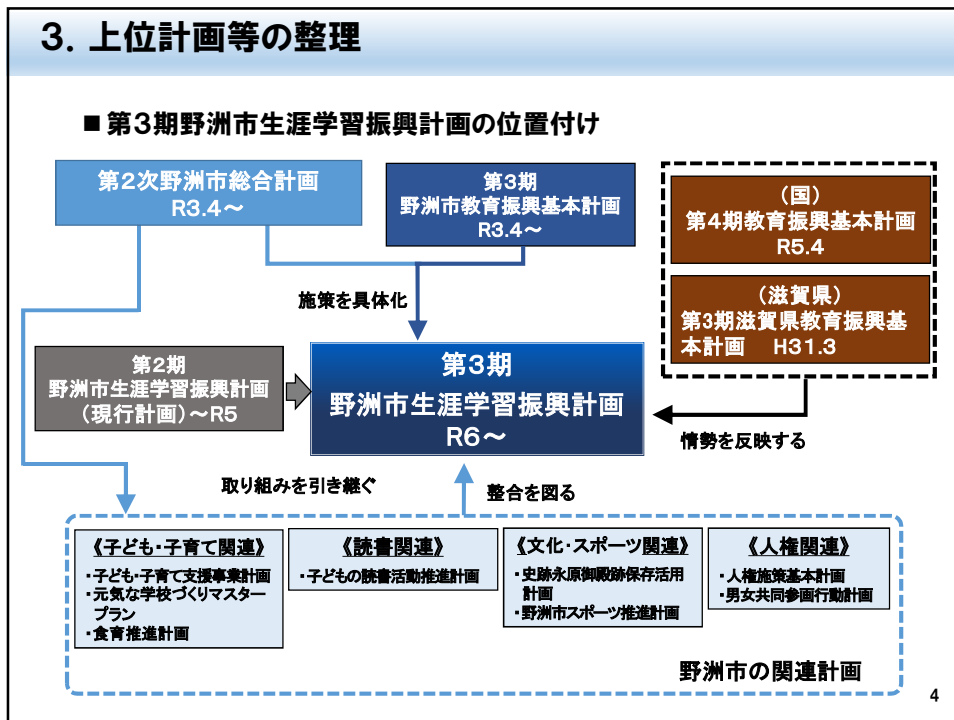 ３．上位計画等の整理
■第３期野洲市生涯学習振興計画の位置付け
第２次野洲市総合計画
R3.4～
第３期
野洲市教育振興基本計画
R3.4～
（国）
第４期教育振興基本計画
R5.4
（滋賀県）
第3期滋賀県教育振興基
本計画　H31.3
施策を具体化
第２期
野洲市生涯学習振興計画
（現行計画）～R5
第３期
野洲市生涯学習振興計画
R6～
情勢を反映する
取り組みを引き継ぐ
整合を図る
《子ども・子育て関連》
・子ども・子育て支援事業計画
・元気な学校づくりマスター
プラン
・食育推進計画
《読書関連》
・子どもの読書活動推進計画
《文化・スポーツ関連》
・史跡永原御殿跡保存活用
計画
・野洲市スポーツ推進計画
《人権関連》
・人権施策基本計画
・男女共同参画行動計画
野洲市の関連計画
4